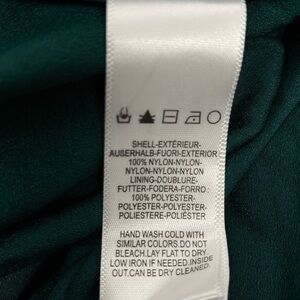 SHELL-EXTÉRIEUR-
AUßERHALB-FUORI-EXTERIOR
100% NYLON-NYLON-
NYLON-NYLON-NYLON
LINING-DOUBLURE-
FUTTER-FODERA-FORRO
100% POLYESTER-
POLYESTER-POLYESTER-
POLIESTERE-POLIÉSTER
HAND WASH COLD WITH
SIMILAR COLORS.DO NOT
BLEACH.LAY FLAT TO DRY
LOW IRON IF NEEDED.INSIDE
OUT.CAN BE DRY CLEANED.